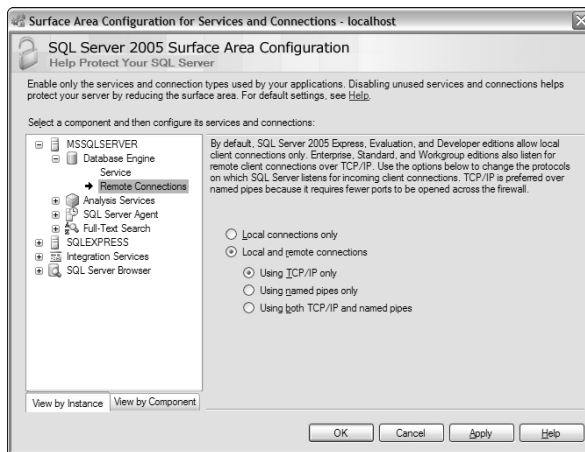 Surface Area Configuration for Services and Connections - localhost
SQL Server 2005 Surface Area Configuration
Help Protect Your SQL Server
Enable only the services and connection types used by your applications. Disabling unused services and connections helps
protect your server by reducing the surface area. For default settings, see Help.
Select a component and then configure its services and connections:
MSSQLSERVER
Database Engine
Service
Remote Connections
Analysis Services
SQL Server Agent
Full-Text Search
SQLEXPRESS
Integration Services
SQL Server Browser
View by Instance
View by Component
By default, SQL Server 2005 Express, Evaluation, and Developer editions allow local
client connections only. Enterprise, Standard, and Workgroup editions also listen for
remote client connections over TCP/IP. Use the options below to change the protocols
on which SQL Server listens for incoming client connections. TCP/IP is preferred over
named pipes because it requires fewer ports to be opened across the firewall.
Local connections only
Local and remote connections
Using TCP/IP only
Using named pipes only
Using both TCP/IP and named pipes
OK
Cancel
Apply
Help